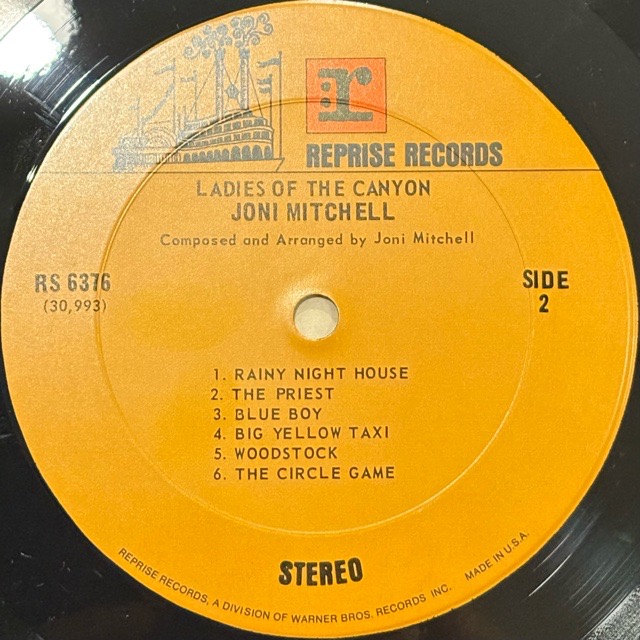 r:
REPRISE RECORDS
LADIES OF THE CANYON
JONI MITCHELL
Composed and Arranged by Joni Mitchell
RS 6376
(30,993)
SIDE
2
1. RAINY NIGHT HOUSE
2. THE PRIEST
3. BLUE BOY
4. BIG YELLOW TAXI
5. WOODSTOCK
6. THE CIRCLE GAME
STEREO
REPRISE RECORDS, A DIVISION OF WARNER BROS. RECORDS INC. MADE IN U.S.A.